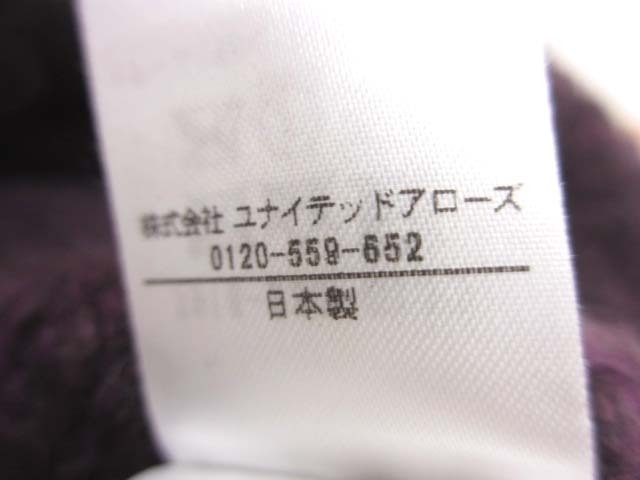 株式会社 ユナイテッドアローズ
0120-559-652
日本製